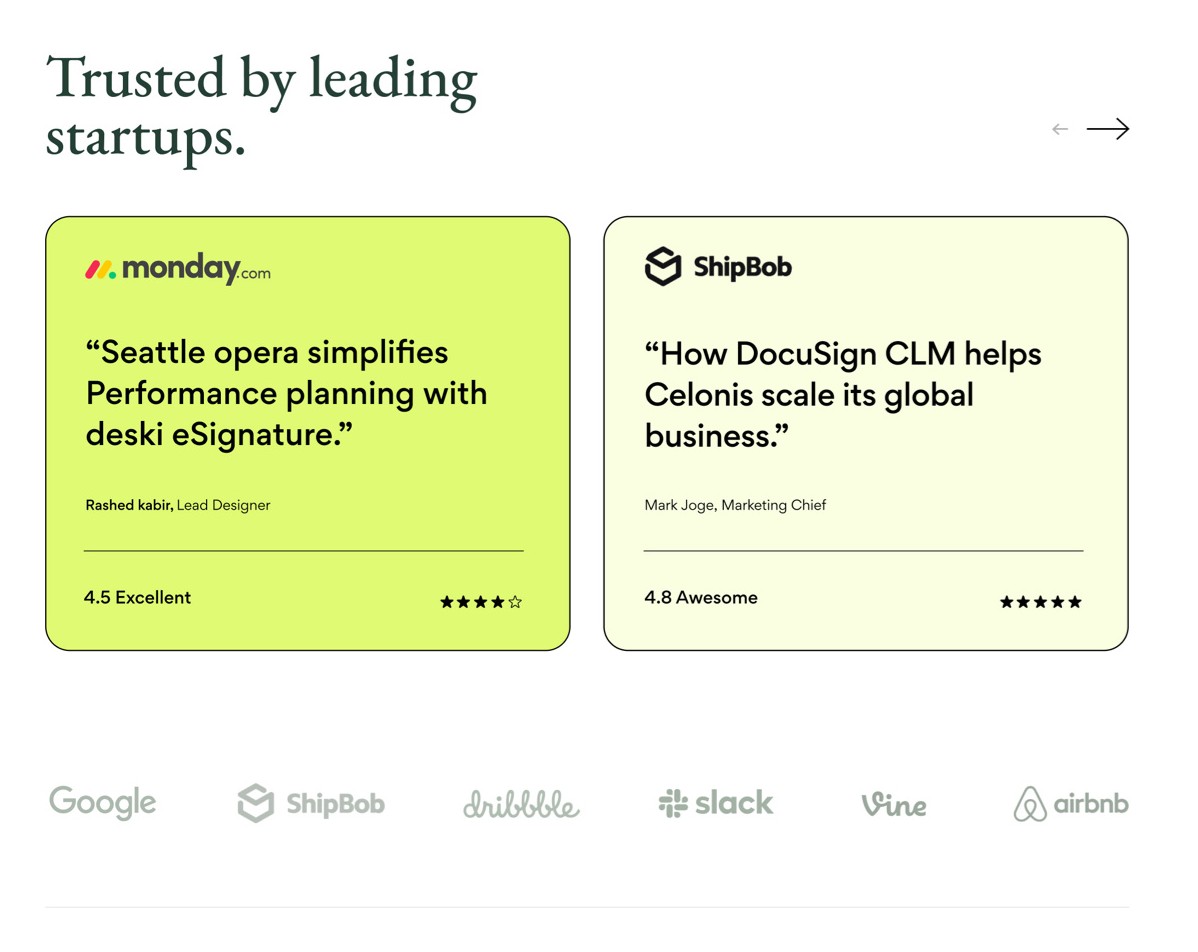 Trusted by leading
startups.
monday.com
“Seattle opera simplifies
Performance planning with
deski eSignature.”
Rashed kabir, Lead Designer
4.5 Excellent
ShipBob
“How DocuSign CLM helps
Celonis scale its global
business.”
Mark Joge, Marketing Chief
4.8 Awesome
Google
ShipBob
dribbble
slack
Vine
airbnb